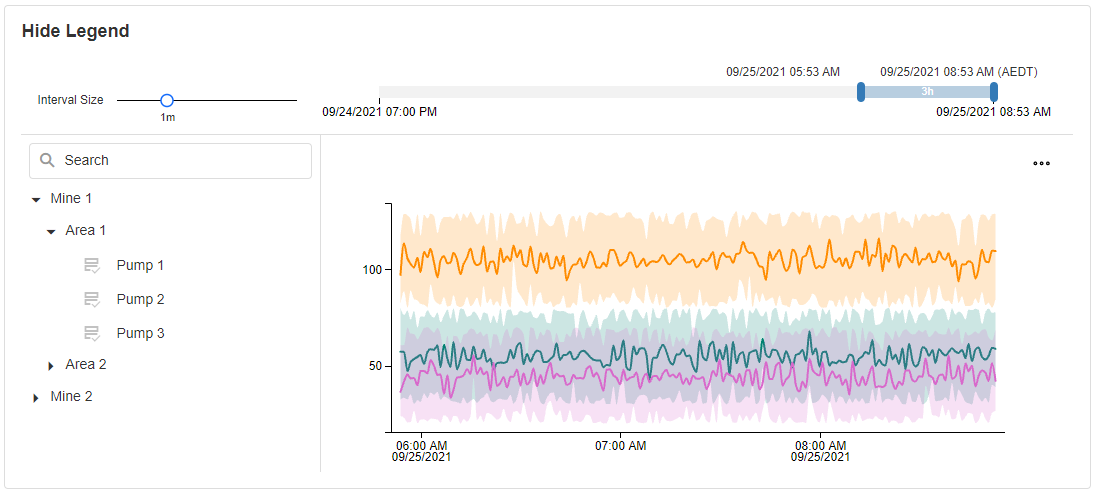 Hide Legend
09/25/2021 05:53 AM 09/25/2021 08:53 AM (AEDT)
Interval Size
3h
1m
09/24/2021 07:00 PM 09/25/2021 08:53 AM
Search
Mine 1
Area 1
Pump 1
Pump 2
Pump 3
Area 2
Mine 2
100
50
06:00 AM 07:00 AM 08:00 AM
09/25/2021 09/25/2021